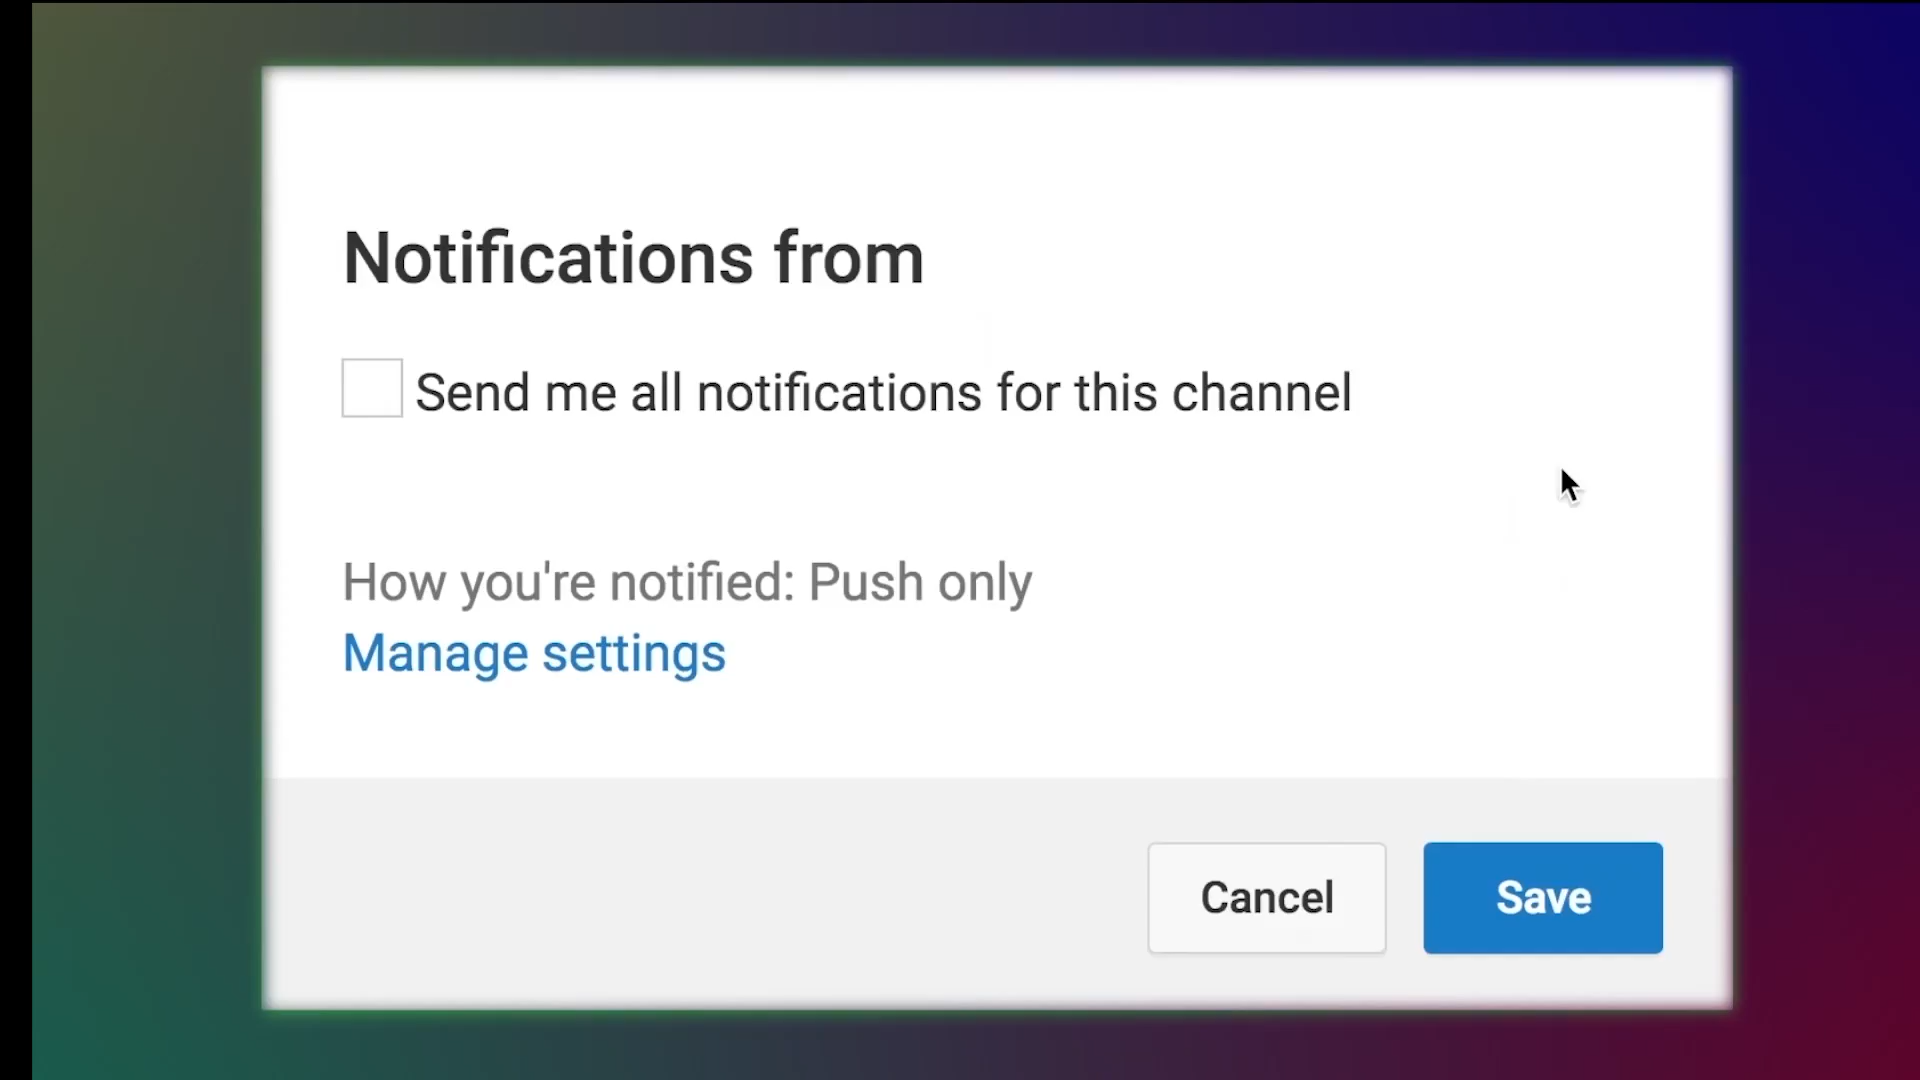 Notifications from
Send me all notifications for this channel
How you're notified: Push only
Manage settings
Cancel
Save